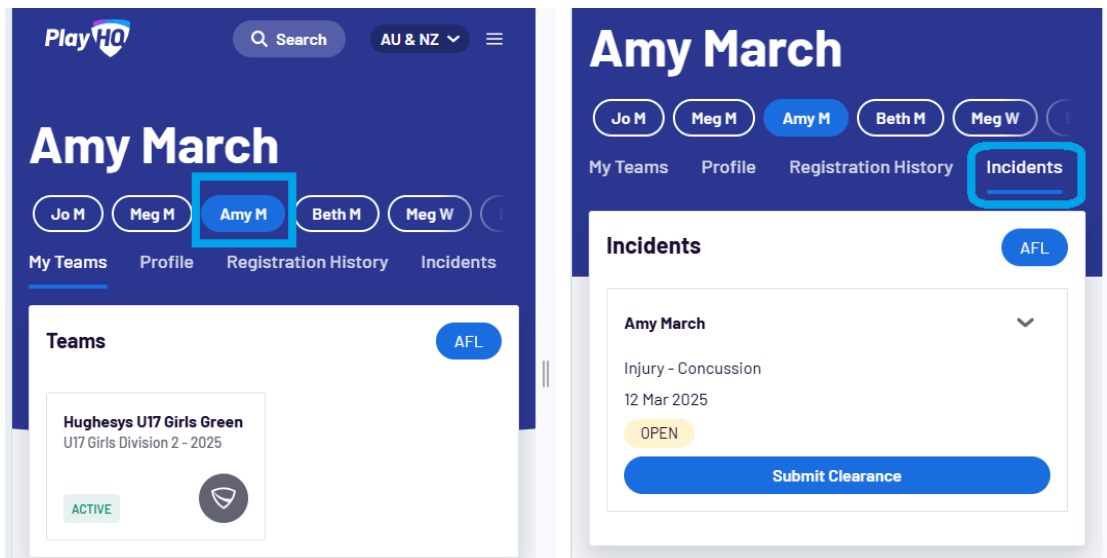 PlayHQ
Search
AU & NZ
Amy March
Jo M
Meg M
Amy M
Beth M
Meg W
My Teams
Profile
Registration History
Incidents
Teams
AFL
Hughesys U17 Girls Green
U17 Girls Division 2 - 2025
ACTIVE
Amy March
Jo M
Meg M
Amy M
Beth M
Meg W
My Teams
Profile
Registration History
Incidents
Incidents
AFL
Amy March
Injury - Concussion
12 Mar 2025
OPEN
Submit Clearance